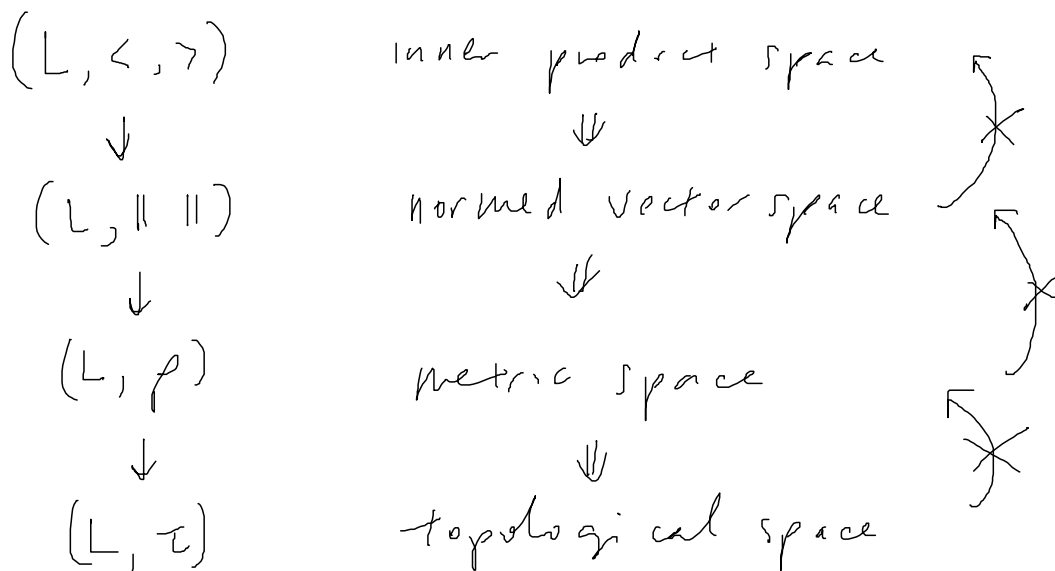 (L, < , >) inner product space
↓ ⇓
(L, || ||) normed vector space
↓ ⇓
(L, ρ) metric space
↓ ⇓
(L, τ) topological space